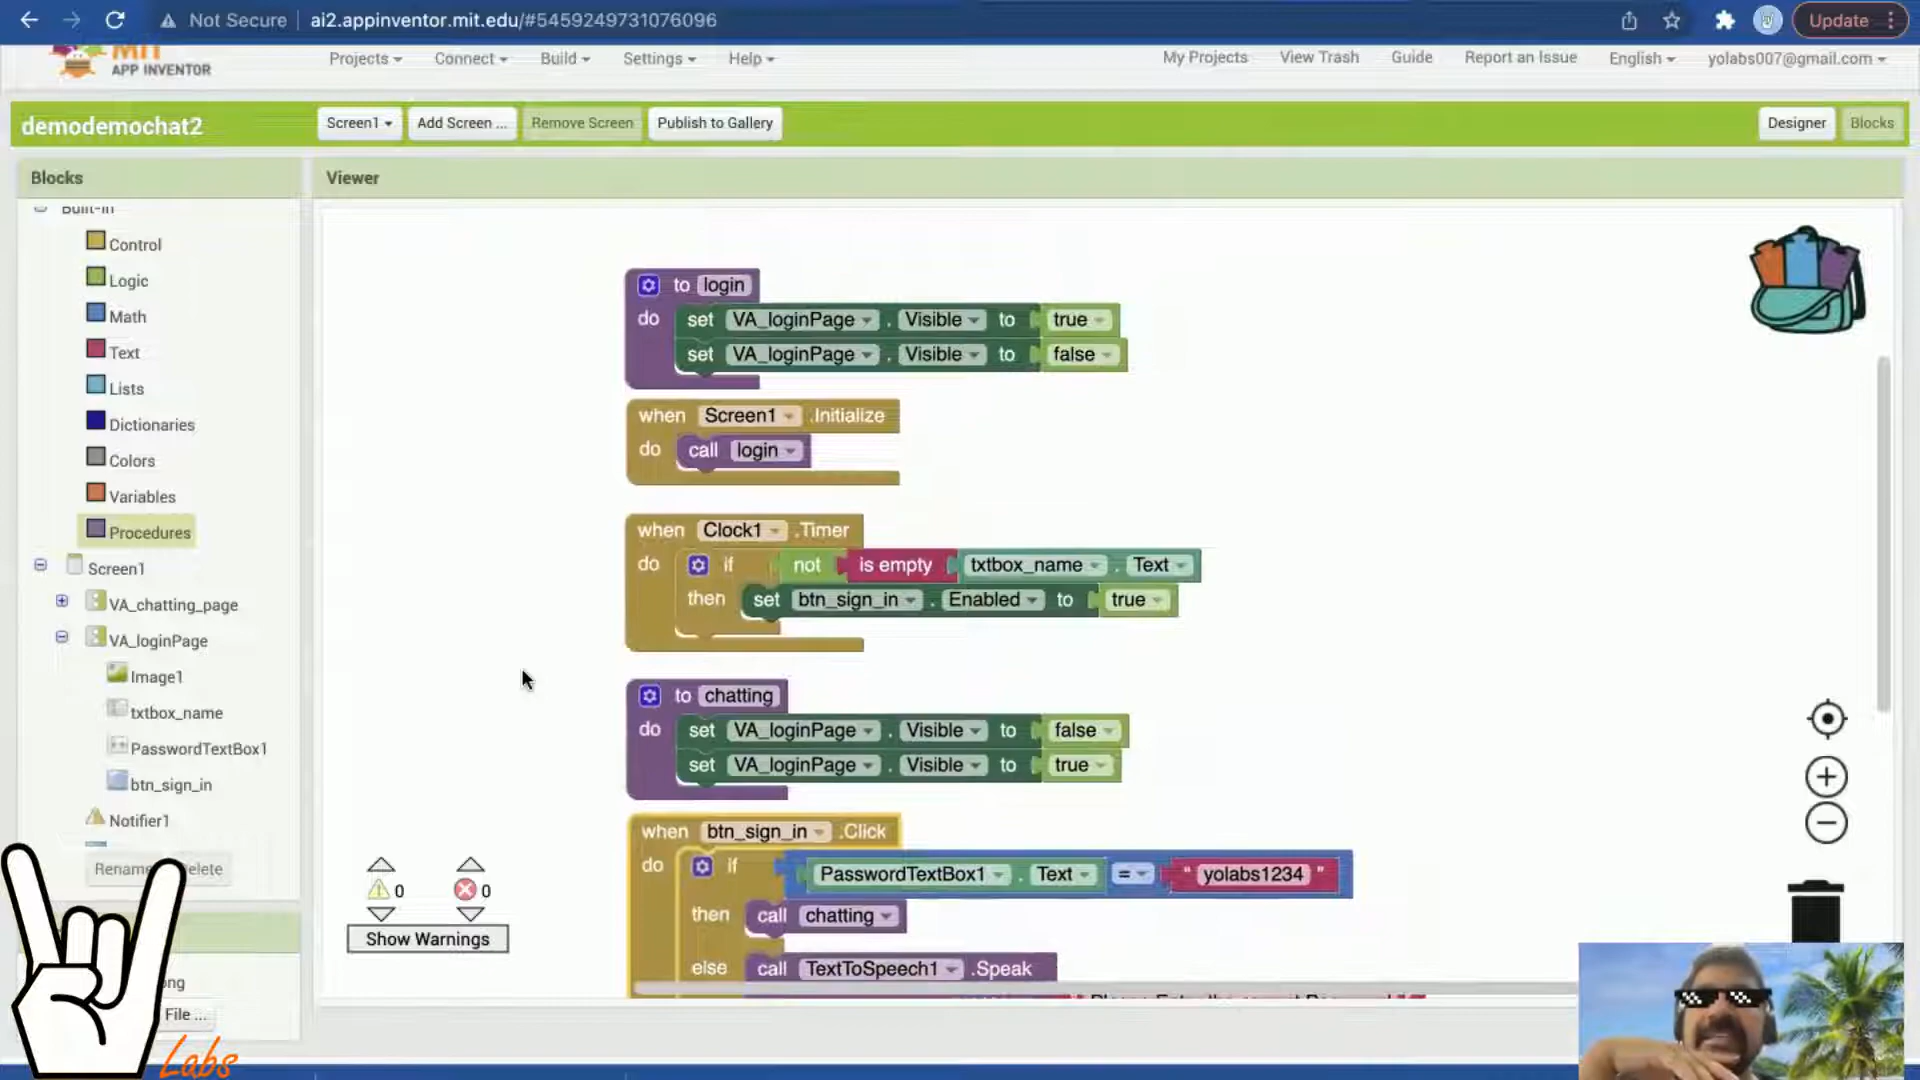 Not Secure
ai2.appinventor.mit.edu/#5459249731076096
Update
MIT
APP INVENTOR
Projects
Connect
Build
Settings
Help
My Projects
View Trash
Guide
Report an Issue
English
yolabs007@gmail.com
demodemochat2
Screen1
Add Screen ...
Remove Screen
Publish to Gallery
Designer
Blocks
Blocks
Viewer
Built-in
Control
Logic
Math
Text
Lists
Dictionaries
Colors
Variables
Procedures
Screen1
VA_chatting_page
VA_loginPage
Image1
txtbox_name
PasswordTextBox1
btn_sign_in
Notifier1
Rename
File ...
Labs
to login
do set VA_loginPage . Visible to true
set VA_loginPage . Visible to false
when Screen1 .Initialize
do call login
when Clock1 .Timer
do if not is empty txtbox_name . Text
then set btn_sign_in . Enabled to true
to chatting
do set VA_loginPage . Visible to false
set VA_loginPage . Visible to true
when btn_sign_in .Click
do if PasswordTextBox1 . Text = " yolabs1234 "
then call chatting
else call TextToSpeech1 .Speak
0
0
Show Warnings